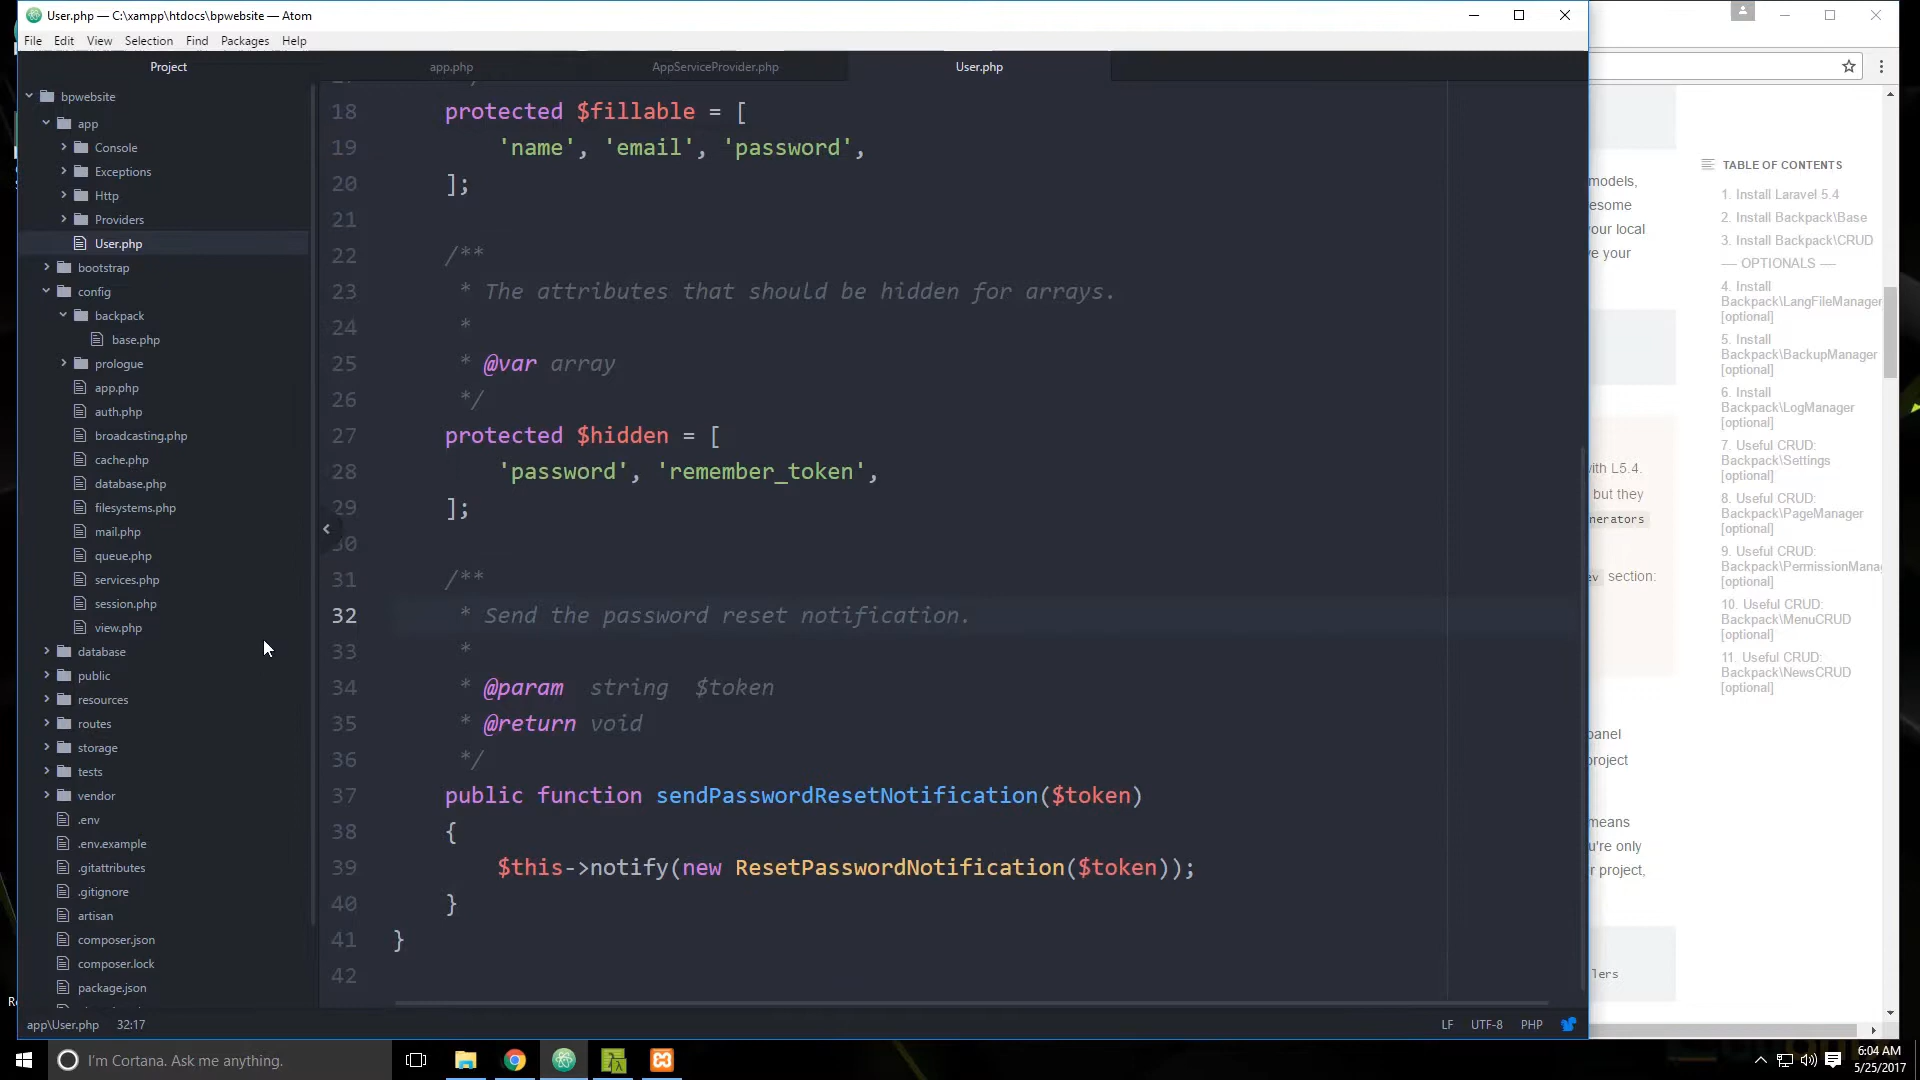 User.php — C:\xampp\htdocs\bpwebsite — Atom
File Edit View Selection Find Packages Help
Project
app.php
AppServiceProvider.php
User.php
bpwebsite
app
Console
Exceptions
Http
Providers
User.php
bootstrap
config
backpack
base.php
prologue
app.php
auth.php
broadcasting.php
cache.php
database.php
filesystems.php
mail.php
queue.php
services.php
session.php
view.php
database
public
resources
routes
storage
tests
vendor
.env
.env.example
.gitattributes
.gitignore
artisan
composer.json
composer.lock
package.json
18 protected $fillable = [
19 'name', 'email', 'password',
20 ];
21
22 /**
23 * The attributes that should be hidden for arrays.
24 *
25 * @var array
26 */
27 protected $hidden = [
28 'password', 'remember_token',
29 ];
30
31 /**
32 * Send the password reset notification.
33 *
34 * @param string $token
35 * @return void
36 */
37 public function sendPasswordResetNotification($token)
38 {
39 $this->notify(new ResetPasswordNotification($token));
40 }
41 }
42
app\User.php 32:17
LF UTF-8 PHP
models,
esome
our local
ve your
with L5.4.
but they
nerators
ev section:
panel
project
means
u're only
r project,
lers
TABLE OF CONTENTS
1. Install Laravel 5.4
2. Install Backpack\Base
3. Install Backpack\CRUD
---- OPTIONALS ----
4. Install
Backpack\LangFileManager
[optional]
5. Install
Backpack\BackupManager
[optional]
6. Install
Backpack\LogManager
[optional]
7. Useful CRUD:
Backpack\Settings
[optional]
8. Useful CRUD:
Backpack\PageManager
[optional]
9. Useful CRUD:
Backpack\PermissionMana
[optional]
10. Useful CRUD:
Backpack\MenuCRUD
[optional]
11. Useful CRUD:
Backpack\NewsCRUD
[optional]
I'm Cortana. Ask me anything.
6:04 AM
5/25/2017